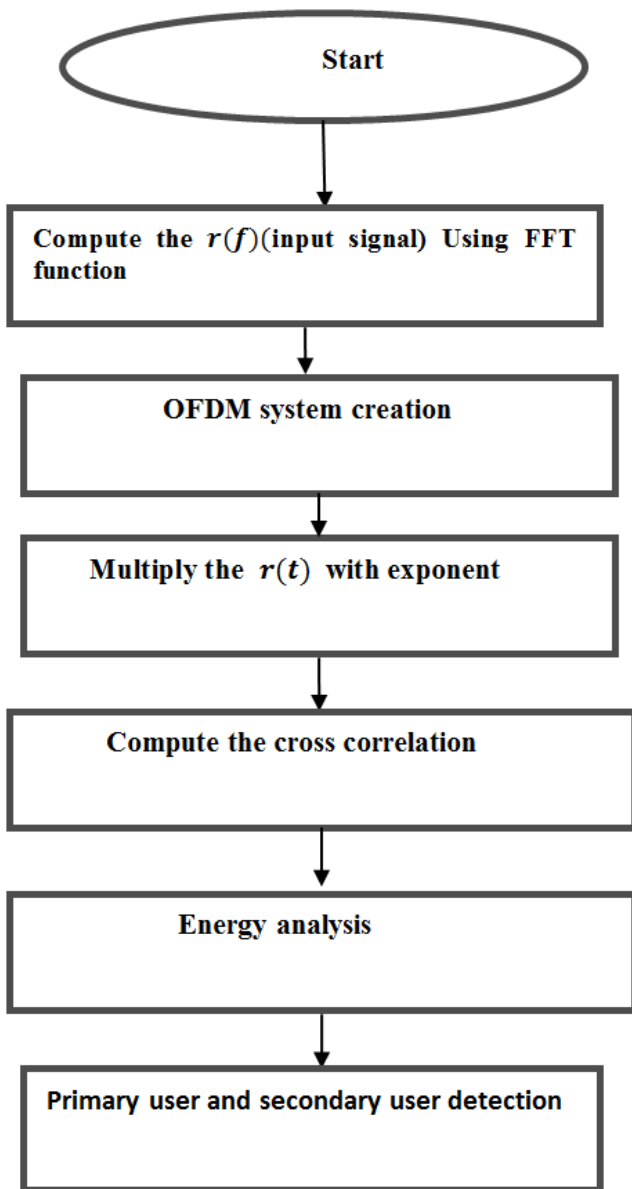 Start
Compute the r(f)(input signal) Using FFT
function
OFDM system creation
Multiply the r(t) with exponent
Compute the cross correlation
Energy analysis
Primary user and secondary user detection